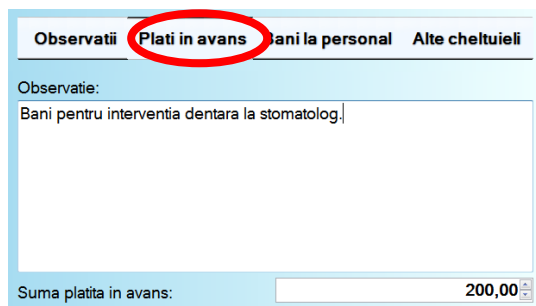 Observatii Plati in avans Bani la personal Alte cheltuieli
Observatie:
Bani pentru interventia dentara la stomatolog.
Suma platita in avans: 200,00